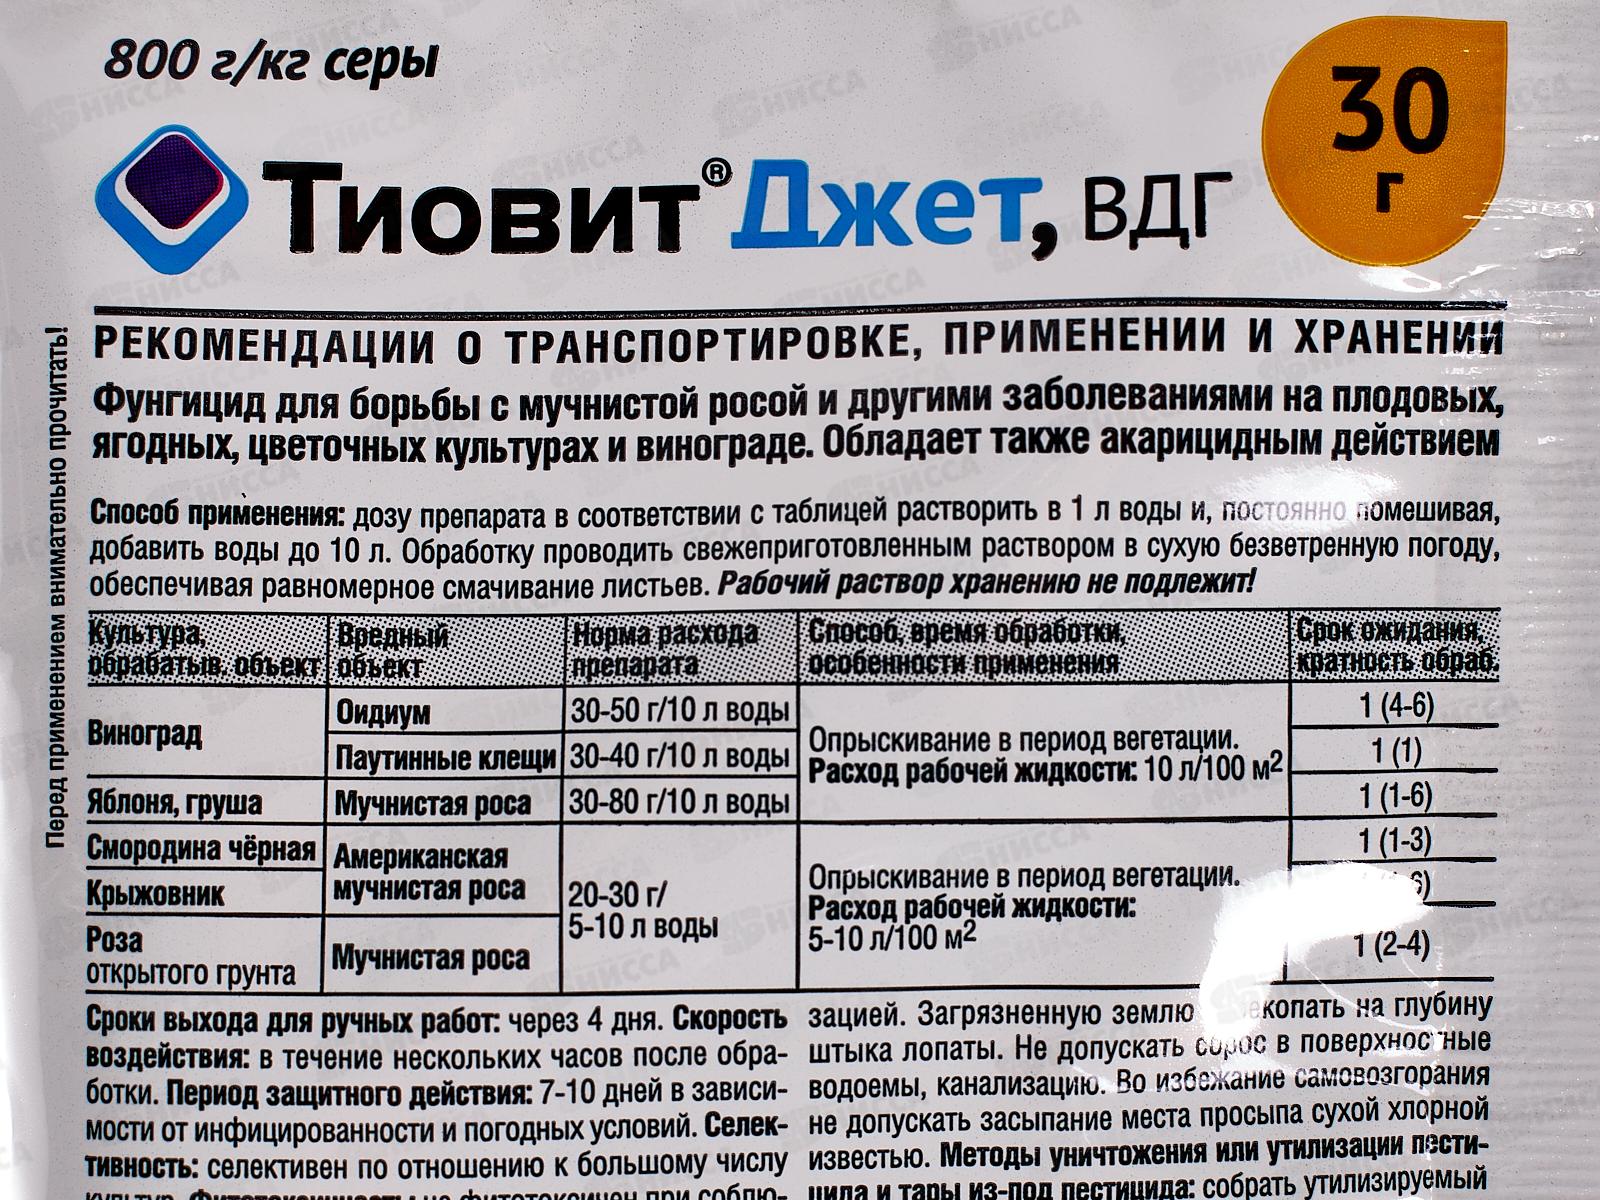 800 г/кг серы
30
г
Тиовит® Джет, ВДГ
РЕКОМЕНДАЦИИ О ТРАНСПОРТИРОВКЕ, ПРИМЕНЕНИИ И ХРАНЕНИИ
Перед применением внимательно прочитать!
Фунгицид для борьбы с мучнистой росой и другими заболеваниями на плодовых,
ягодных, цветочных культурах и винограде. Обладает также акарицидным действием
Способ применения: дозу препарата в соответствии с таблицей растворить в 1 л воды и, постоянно помешивая,
добавить воды до 10 л. Обработку проводить свежеприготовленным раствором в сухую безветренную погоду,
обеспечивая равномерное смачивание листьев. Рабочий раствор хранению не подлежит!
Культура, обрабатыв. объект
Вредный объект
Норма расхода препарата
Способ, время обработки, особенности применения
Срок ожидания, кратность обраб.
Виноград
Оидиум
30-50 г/10 л воды
Опрыскивание в период вегетации.
Расход рабочей жидкости: 10 л/100 м2
1 (4-6)
Паутинные клещи
30-40 г/10 л воды
1 (1)
Яблоня, груша
Мучнистая роса
30-80 г/10 л воды
1 (1-6)
Смородина чёрная
Американская
мучнистая роса
20-30 г/
5-10 л воды
Опрыскивание в период вегетации.
Расход рабочей жидкости:
5-10 л/100 м2
1 (1-3)
Крыжовник
Роза
открытого грунта
Мучнистая роса
1 (2-4)
Сроки выхода для ручных работ: через 4 дня. Скорость
воздействия: в течение нескольких часов после обра-
ботки. Период защитного действия: 7-10 дней в зависи-
мости от инфицированности и погодных условий. Селек-
тивность: селективен по отношению к большому числу
зацией. Загрязненную землю на глубину
штыка лопаты. Не допускать сброс в поверхностные
водоемы, канализацию. Во избежание самовозгорания
не допускать засыпание места просыпа сухой хлорной
известью. Методы уничтожения или утилизации пести-
цида и тары из-под пестицида: собрать утилизируемый